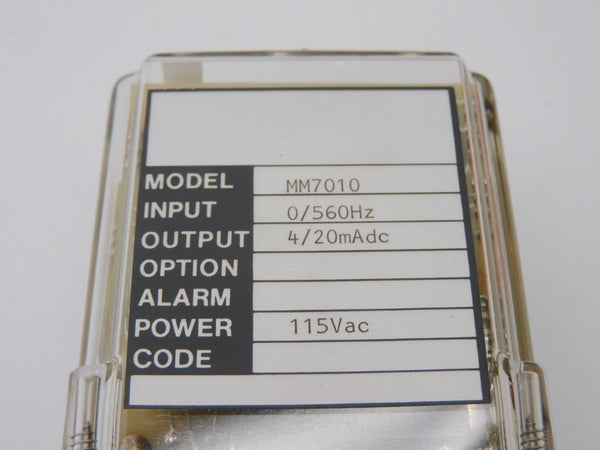 MODEL MM7010
INPUT 0/560Hz
OUTPUT 4/20mAdc
OPTION
ALARM
POWER 115Vac
CODE